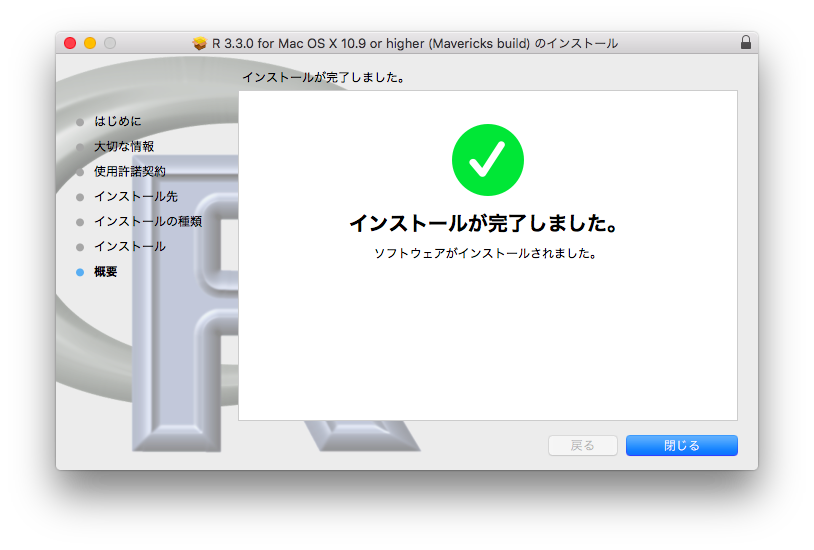 R 3.3.0 for Mac OS X 10.9 or higher (Mavericks build) のインストール
インストールが完了しました。
はじめに
大切な情報
使用許諾契約
インストール先
インストールの種類
インストール
概要
インストールが完了しました。
ソフトウェアがインストールされました。
戻る
閉じる